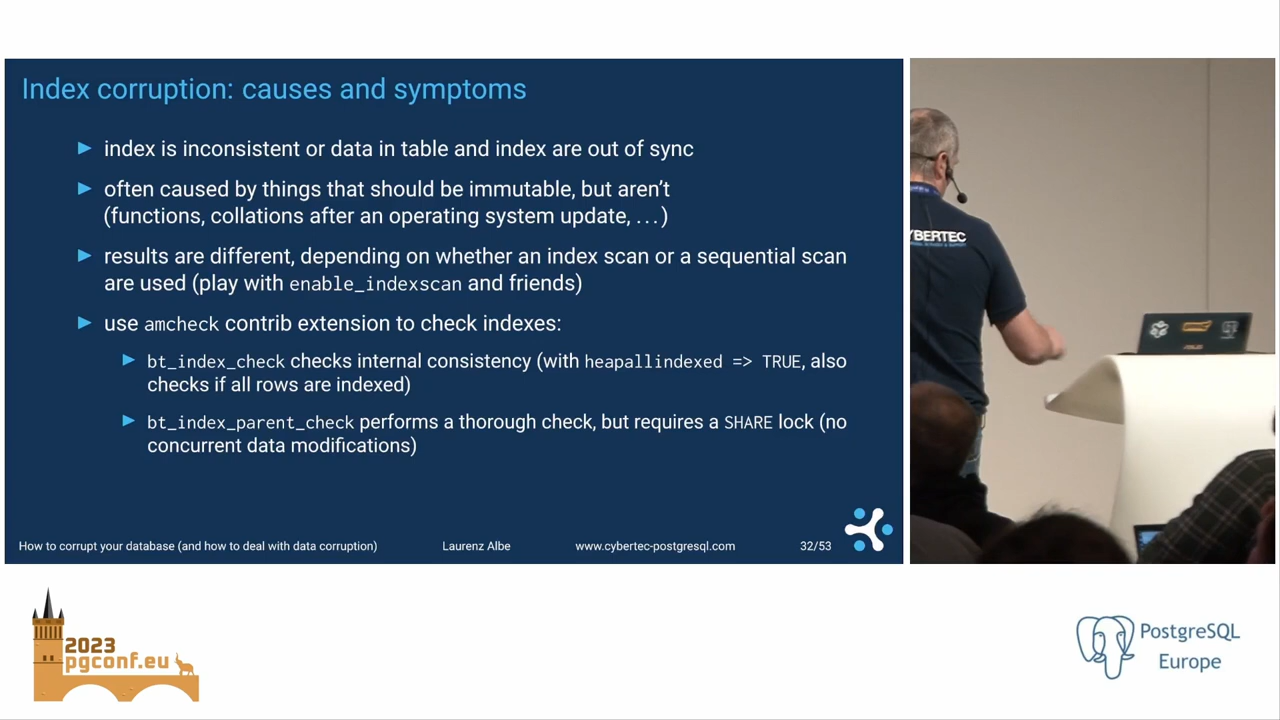 Index corruption: causes and symptoms
index is inconsistent or data in table and index are out of sync
often caused by things that should be immutable, but aren’t
(functions, collations after an operating system update, …)
results are different, depending on whether an index scan or a sequential scan
are used (play with enable_indexscan and friends)
use amcheck contrib extension to check indexes:
bt_index_check checks internal consistency (with heapallindexed => TRUE, also
checks if all rows are indexed)
bt_index_parent_check performs a thorough check, but requires a SHARE lock (no
concurrent data modifications)
How to corrupt your database (and how to deal with data corruption) Laurenz Albe www.cybertec-postgresql.com 32/53
YBERTEC
2023
pgconf.eu
PostgreSQL
Europe